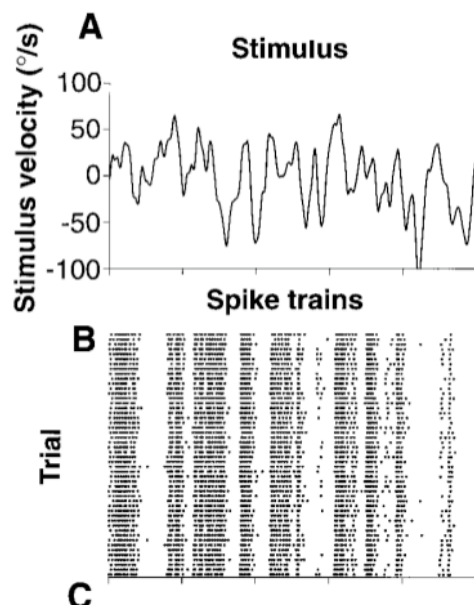 A
Stimulus
Stimulus velocity (°/s)
100
50
0
-50
-100
Spike trains
B
Trial
C